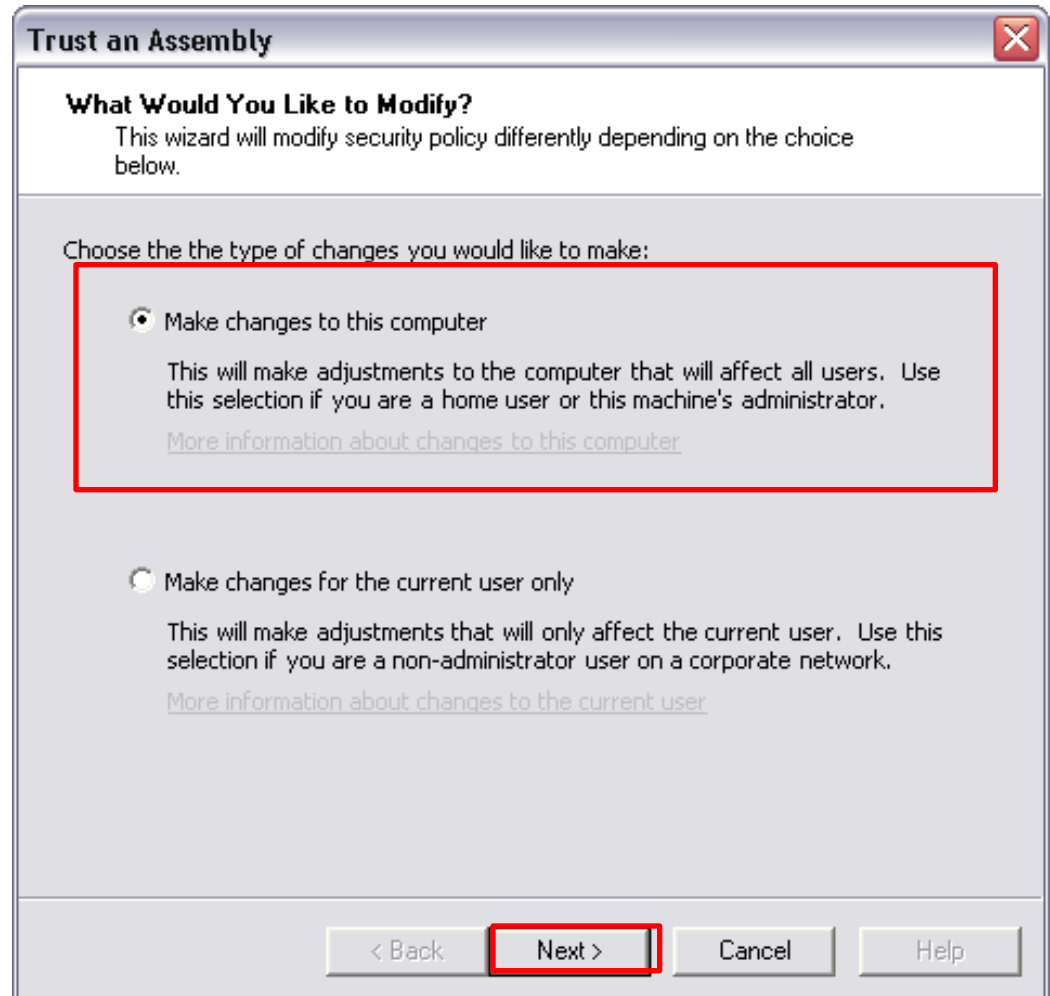 Trust an Assembly
What Would You Like to Modify?
This wizard will modify security policy differently depending on the choice
below.
Choose the the type of changes you would like to make:
Make changes to this computer
This will make adjustments to the computer that will affect all users. Use
this selection if you are a home user or this machine's administrator.
More information about changes to this computer
Make changes for the current user only
This will make adjustments that will only affect the current user. Use this
selection if you are a non-administrator user on a corporate network.
More information about changes to the current user
< Back Next > Cancel Help